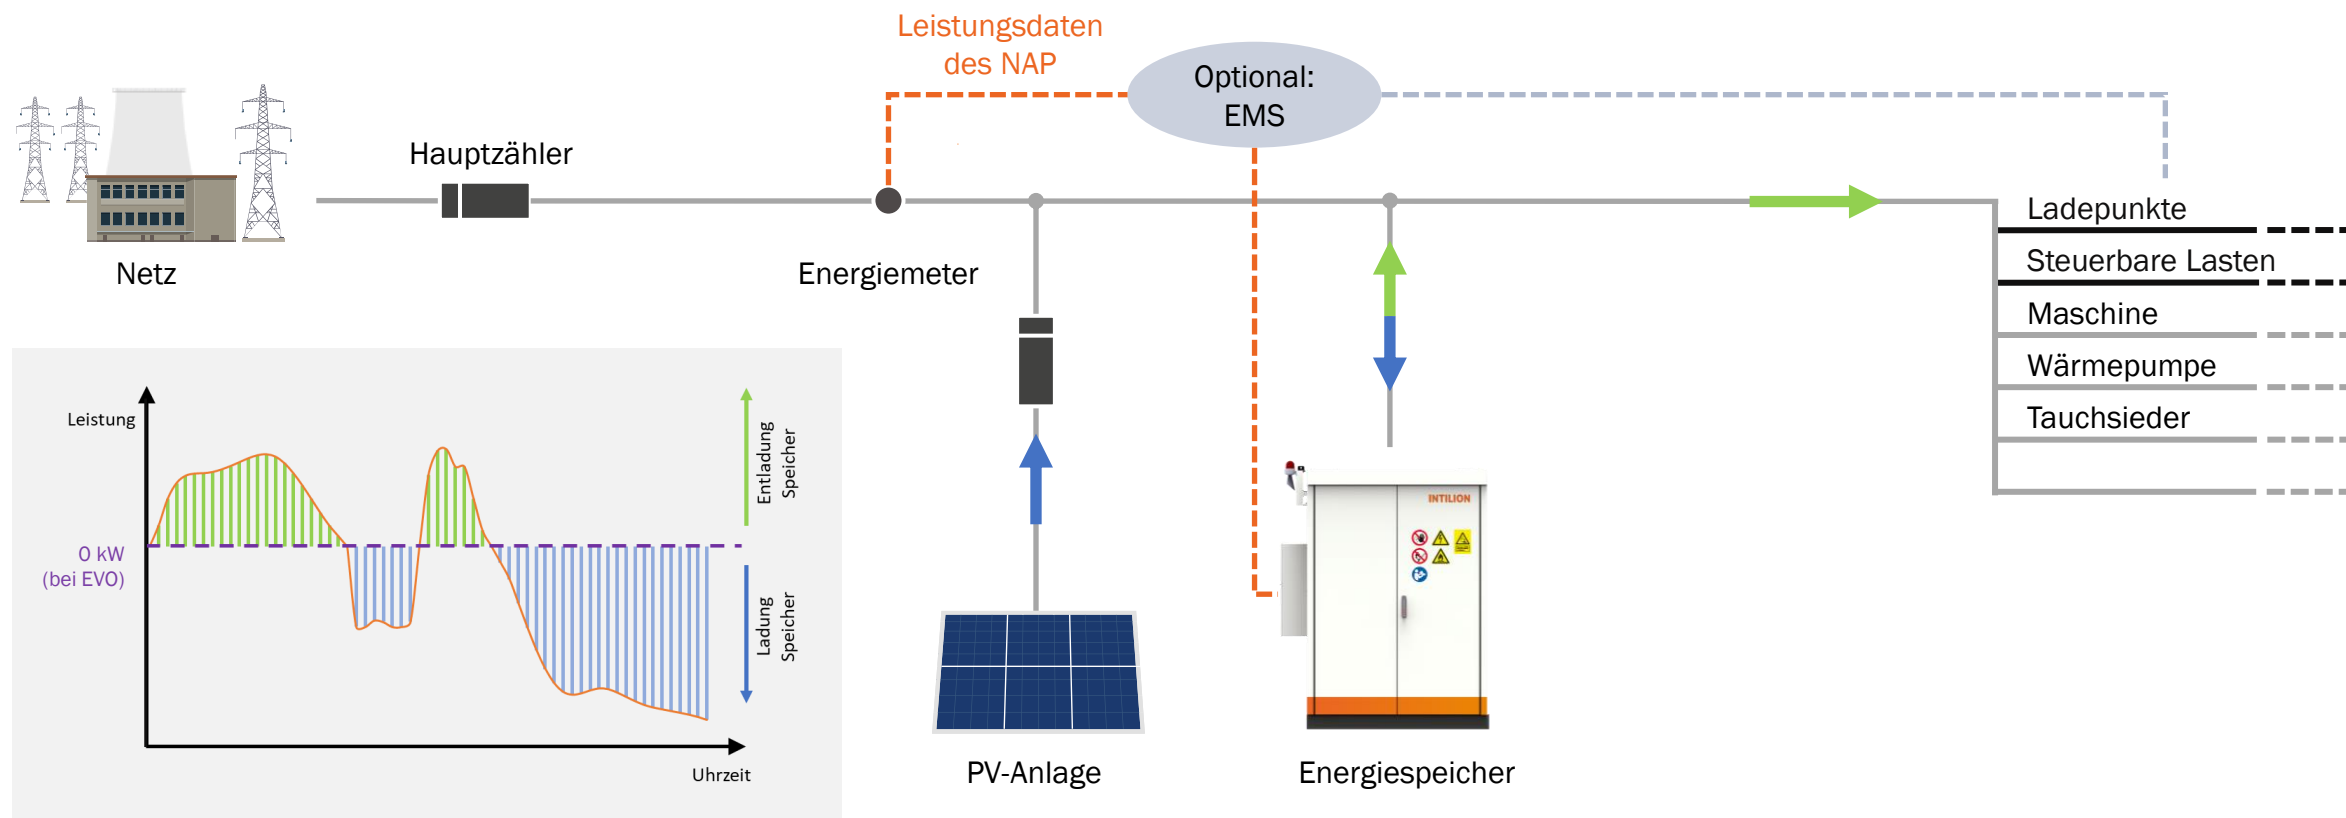 Leistungsdaten
des NAP
Optional:
EMS
Hauptzähler
Netz
Energiemeter
Ladepunkte
Steuerbare Lasten
Maschine
Wärmepumpe
Tauchsieder
Leistung
0 kW
(bei EVO)
Entladung
Speicher
Ladung
Speicher
Uhrzeit
INTILION
PV-Anlage
Energiespeicher